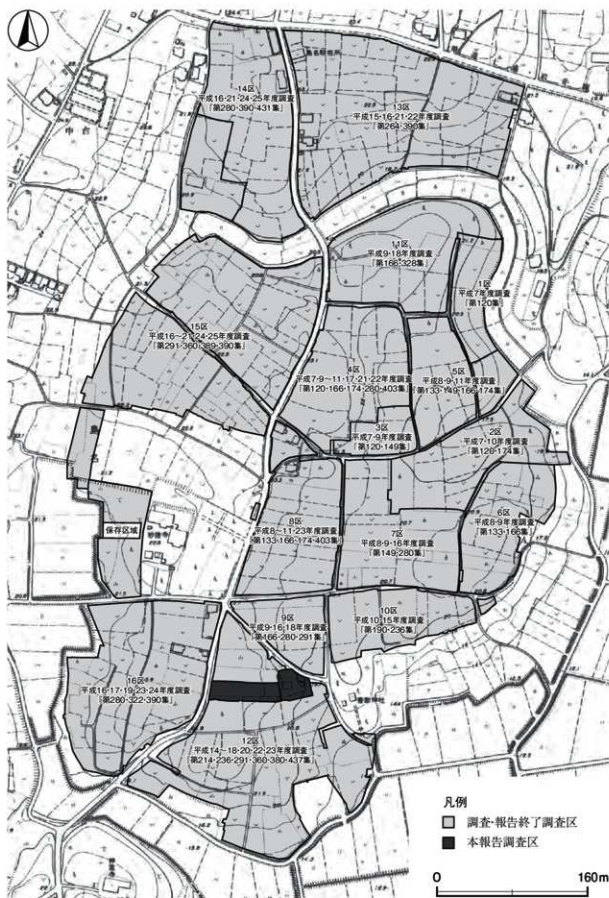 14区
平成16・21・24・25年度調査
「第280・390・431集」
13区
平成15・16・21・22年度調査
「第264・390集」
11区
平成9・18年度調査
「第166・328集」
1区
平成7年度調査
「第120集」
15区
平成16～21・24・25年度調査
「第291・360・389・390集」
4区
平成7・9～11・17・21・22年度調査
「第120・166・174・280・403集」
5区
平成8・9・11年度調査
「第133・149・166・174集」
3区
平成7・9年度調査
「第120・149集」
2区
平成7・10年度調査
「第120・174集」
保存区域
8区
平成8～11・23年度調査
「第133・166・174・403集」
7区
平成8・9・16年度調査
「第149・280集」
6区
平成8・9年度調査
「第133・166集」
9区
平成9・16・18年度調査
「第166・280・291集」
10区
平成10・15年度調査
「第190・236集」
16区
平成16・17・19・23・24年度調査
「第280・322・390集」
12区
平成14～18・20・22・23年度調査
「第214・236・291・360・380・437集」
凡例
調査・報告終了調査区
本報告調査区
0 160m